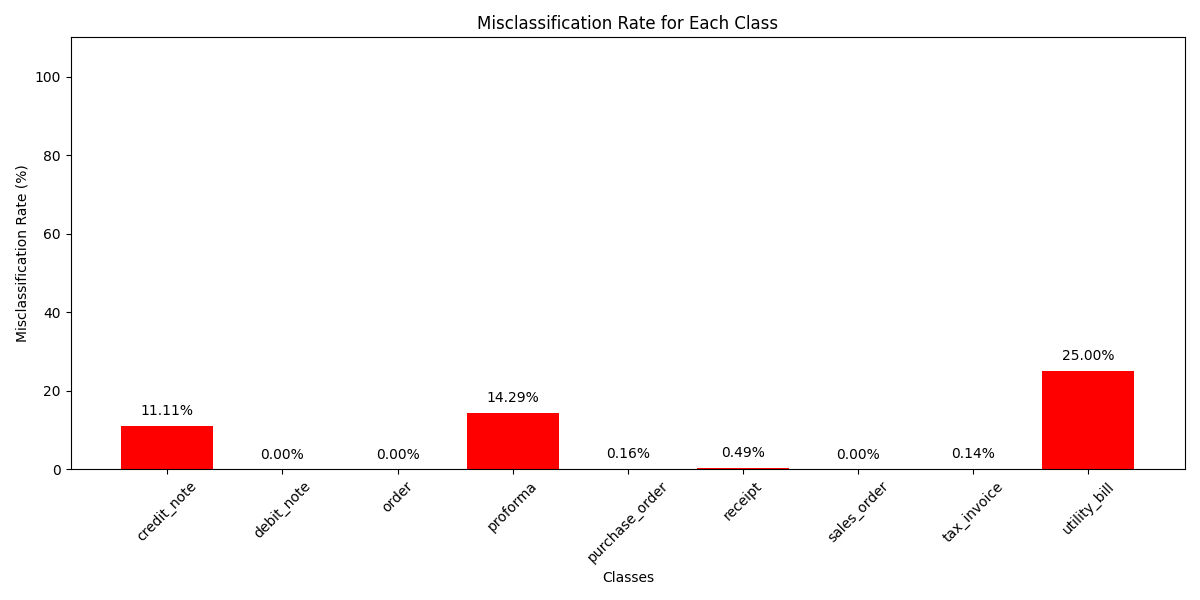 Misclassification Rate for Each Class
Misclassification Rate (%)
100
80
60
40
20
0
11.11%
0.00%
0.00%
14.29%
0.16%
0.49%
0.00%
0.14%
25.00%
credit_note
debit_note
order
proforma
purchase_order
receipt
sales_order
tax_invoice
utility_bill
Classes